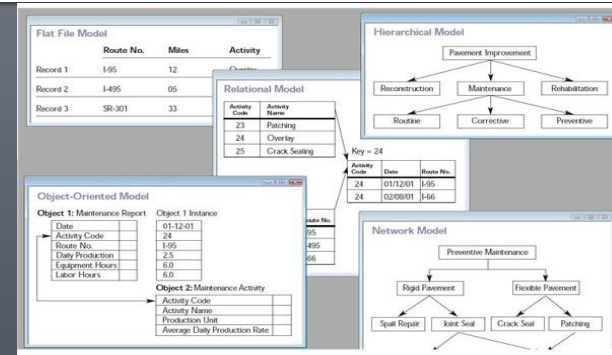 Flat File Model
Route No. Miles Activity
Record 1 I-95 12 Overlay
Record 2 I-495 05
Record 3 SR-301 33
Hierarchical Model
Pavement Improvement
Reconstruction Maintenance Rehabilitation
Routine Corrective Preventive
Relational Model
Activity Code Activity Name
23 Patching
24 Overlay
25 Crack Sealing
Key = 24
Activity Code Date Route No.
24 01/12/01 I-95
24 02/08/01 I-66
Route No.
95
495
66
Object-Oriented Model
Object 1: Maintenance Report Object 1 Instance
Date 01-12-01
Activity Code 24
Route No. I-95
Daily Production 2.5
Equipment Hours 6.0
Labor Hours 6.0
Object 2: Maintenance Activity
Activity Code
Activity Name
Production Unit
Average Daily Production Rate
Network Model
Preventive Maintenance
Rigid Pavement Flexible Pavement
Spall Repair Joint Seal Crack Seal Patching